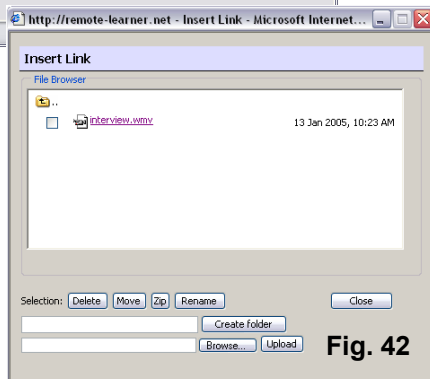 http://remote-learner.net - Insert Link - Microsoft Internet...
Insert Link
File Browser
..
interview.wmv 13 Jan 2005, 10:23 AM
Selection: Delete Move Zip Rename Close
Create folder
Browse... Upload
Fig. 42